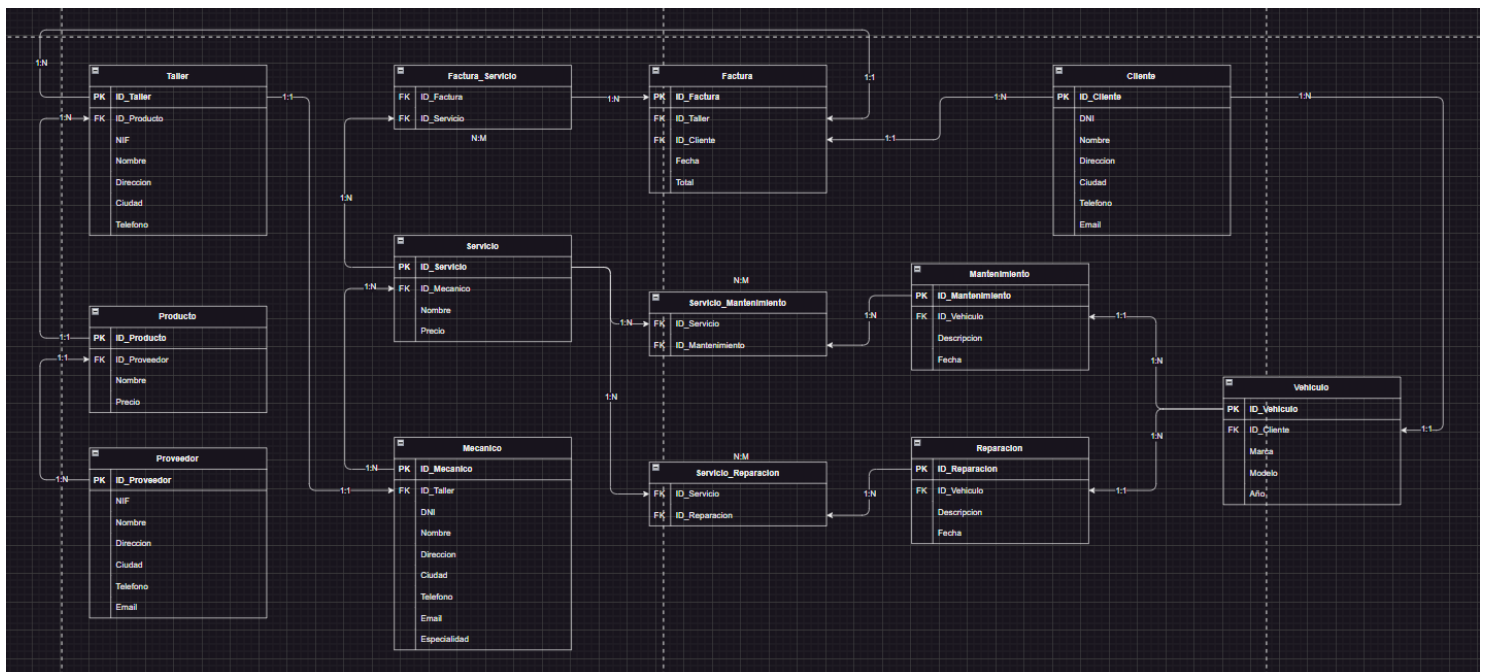 1:N
1:1
Taller
PK ID_Taller
FK ID_Producto
NIF
Nombre
Direccion
Ciudad
Telefono
1:1
1:N
Factura_Servicio
FK ID_Factura
FK ID_Servicio
N:M
1:N
1:N
Factura
PK ID_Factura
FK ID_Taller
FK ID_Cliente
Fecha
Total
1:N
1:1
Cliente
PK ID_Cliente
DNI
Nombre
Direccion
Ciudad
Telefono
Email
1:N
Servicio
PK ID_Servicio
FK ID_Mecanico
Nombre
Precio
1:N
N:M
Servicio_Mantenimiento
FK ID_Servicio
FK ID_Mantenimiento
1:N
1:N
Mantenimiento
PK ID_Mantenimiento
FK ID_Vehiculo
Descripcion
Fecha
1:1
1:N
Producto
PK ID_Producto
FK ID_Proveedor
Nombre
Precio
1:1
1:1
1:N
Vehiculo
PK ID_Vehiculo
FK ID_Cliente
Marca
Modelo
Año
1:1
1:N
Proveedor
PK ID_Proveedor
NIF
Nombre
Direccion
Ciudad
Telefono
Email
1:N
Mecanico
PK ID_Mecanico
FK ID_Taller
DNI
Nombre
Direccion
Ciudad
Telefono
Email
Especialidad
1:N
1:1
N:M
Servicio_Reparacion
FK ID_Servicio
FK ID_Reparacion
1:N
Reparacion
PK ID_Reparacion
FK ID_Vehiculo
Descripcion
Fecha
1:1